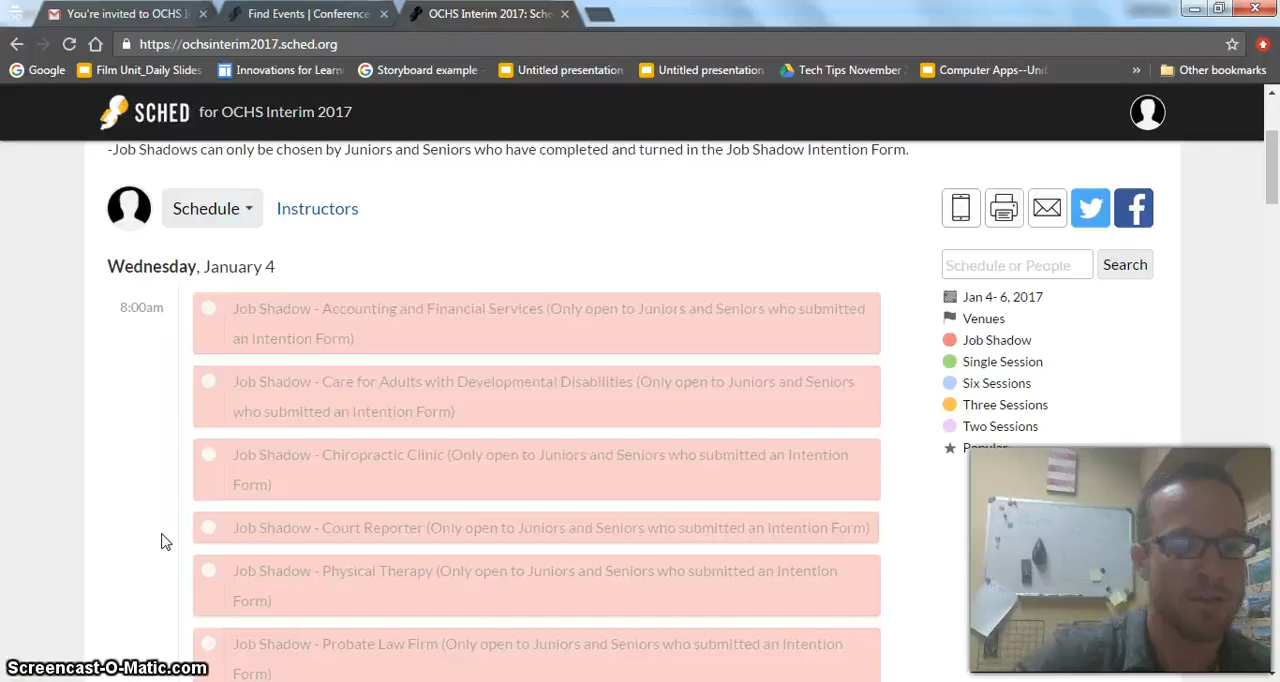 You're invited to OCHS I
Find Events | Conference
OCHS Interim 2017: Sche
https://ochsinterim2017.sched.org
Google Film Unit_Daily Slides Innovations for Learn Storyboard example Untitled presentation Untitled presentation Tech Tips November Computer Apps--Unit » Other bookmarks
SCHED for OCHS Interim 2017
-Job Shadows can only be chosen by Juniors and Seniors who have completed and turned in the Job Shadow Intention Form.
Schedule Instructors
Wednesday, January 4
8:00am
Job Shadow - Accounting and Financial Services (Only open to Juniors and Seniors who submitted
an Intention Form)
Job Shadow - Care for Adults with Developmental Disabilities (Only open to Juniors and Seniors
who submitted an Intention Form)
Job Shadow - Chiropractic Clinic (Only open to Juniors and Seniors who submitted an Intention
Form)
Job Shadow - Court Reporter (Only open to Juniors and Seniors who submitted an Intention Form)
Job Shadow - Physical Therapy (Only open to Juniors and Seniors who submitted an Intention
Form)
Job Shadow - Probate Law Firm (Only open to Juniors and Seniors who submitted an Intention
Form)
Schedule or People Search
Jan 4- 6, 2017
Venues
Job Shadow
Single Session
Six Sessions
Three Sessions
Two Sessions
Popular
Screencast-O-Matic.com